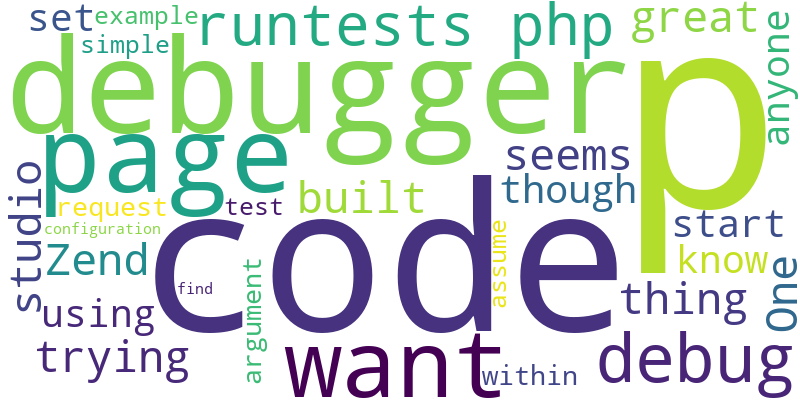 set
example
simple
runtests
php
great
anyone
debugger
p
page
studio
request
test
configuration
built
seems
though
start
Zend
code
find
know
assume
One
using
argument
thing
trying
want
within
debug